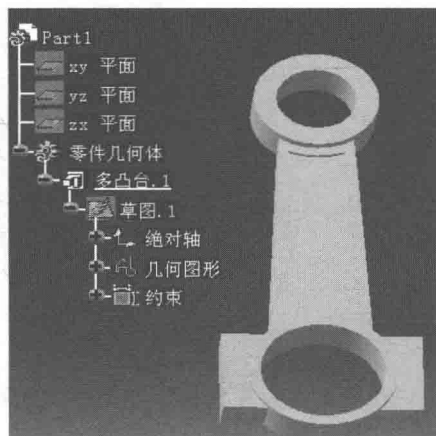 Part1
xy 平面
yz 平面
zx 平面
零件几何体
多凸台.1
草图.1
绝对轴
几何图形
约束